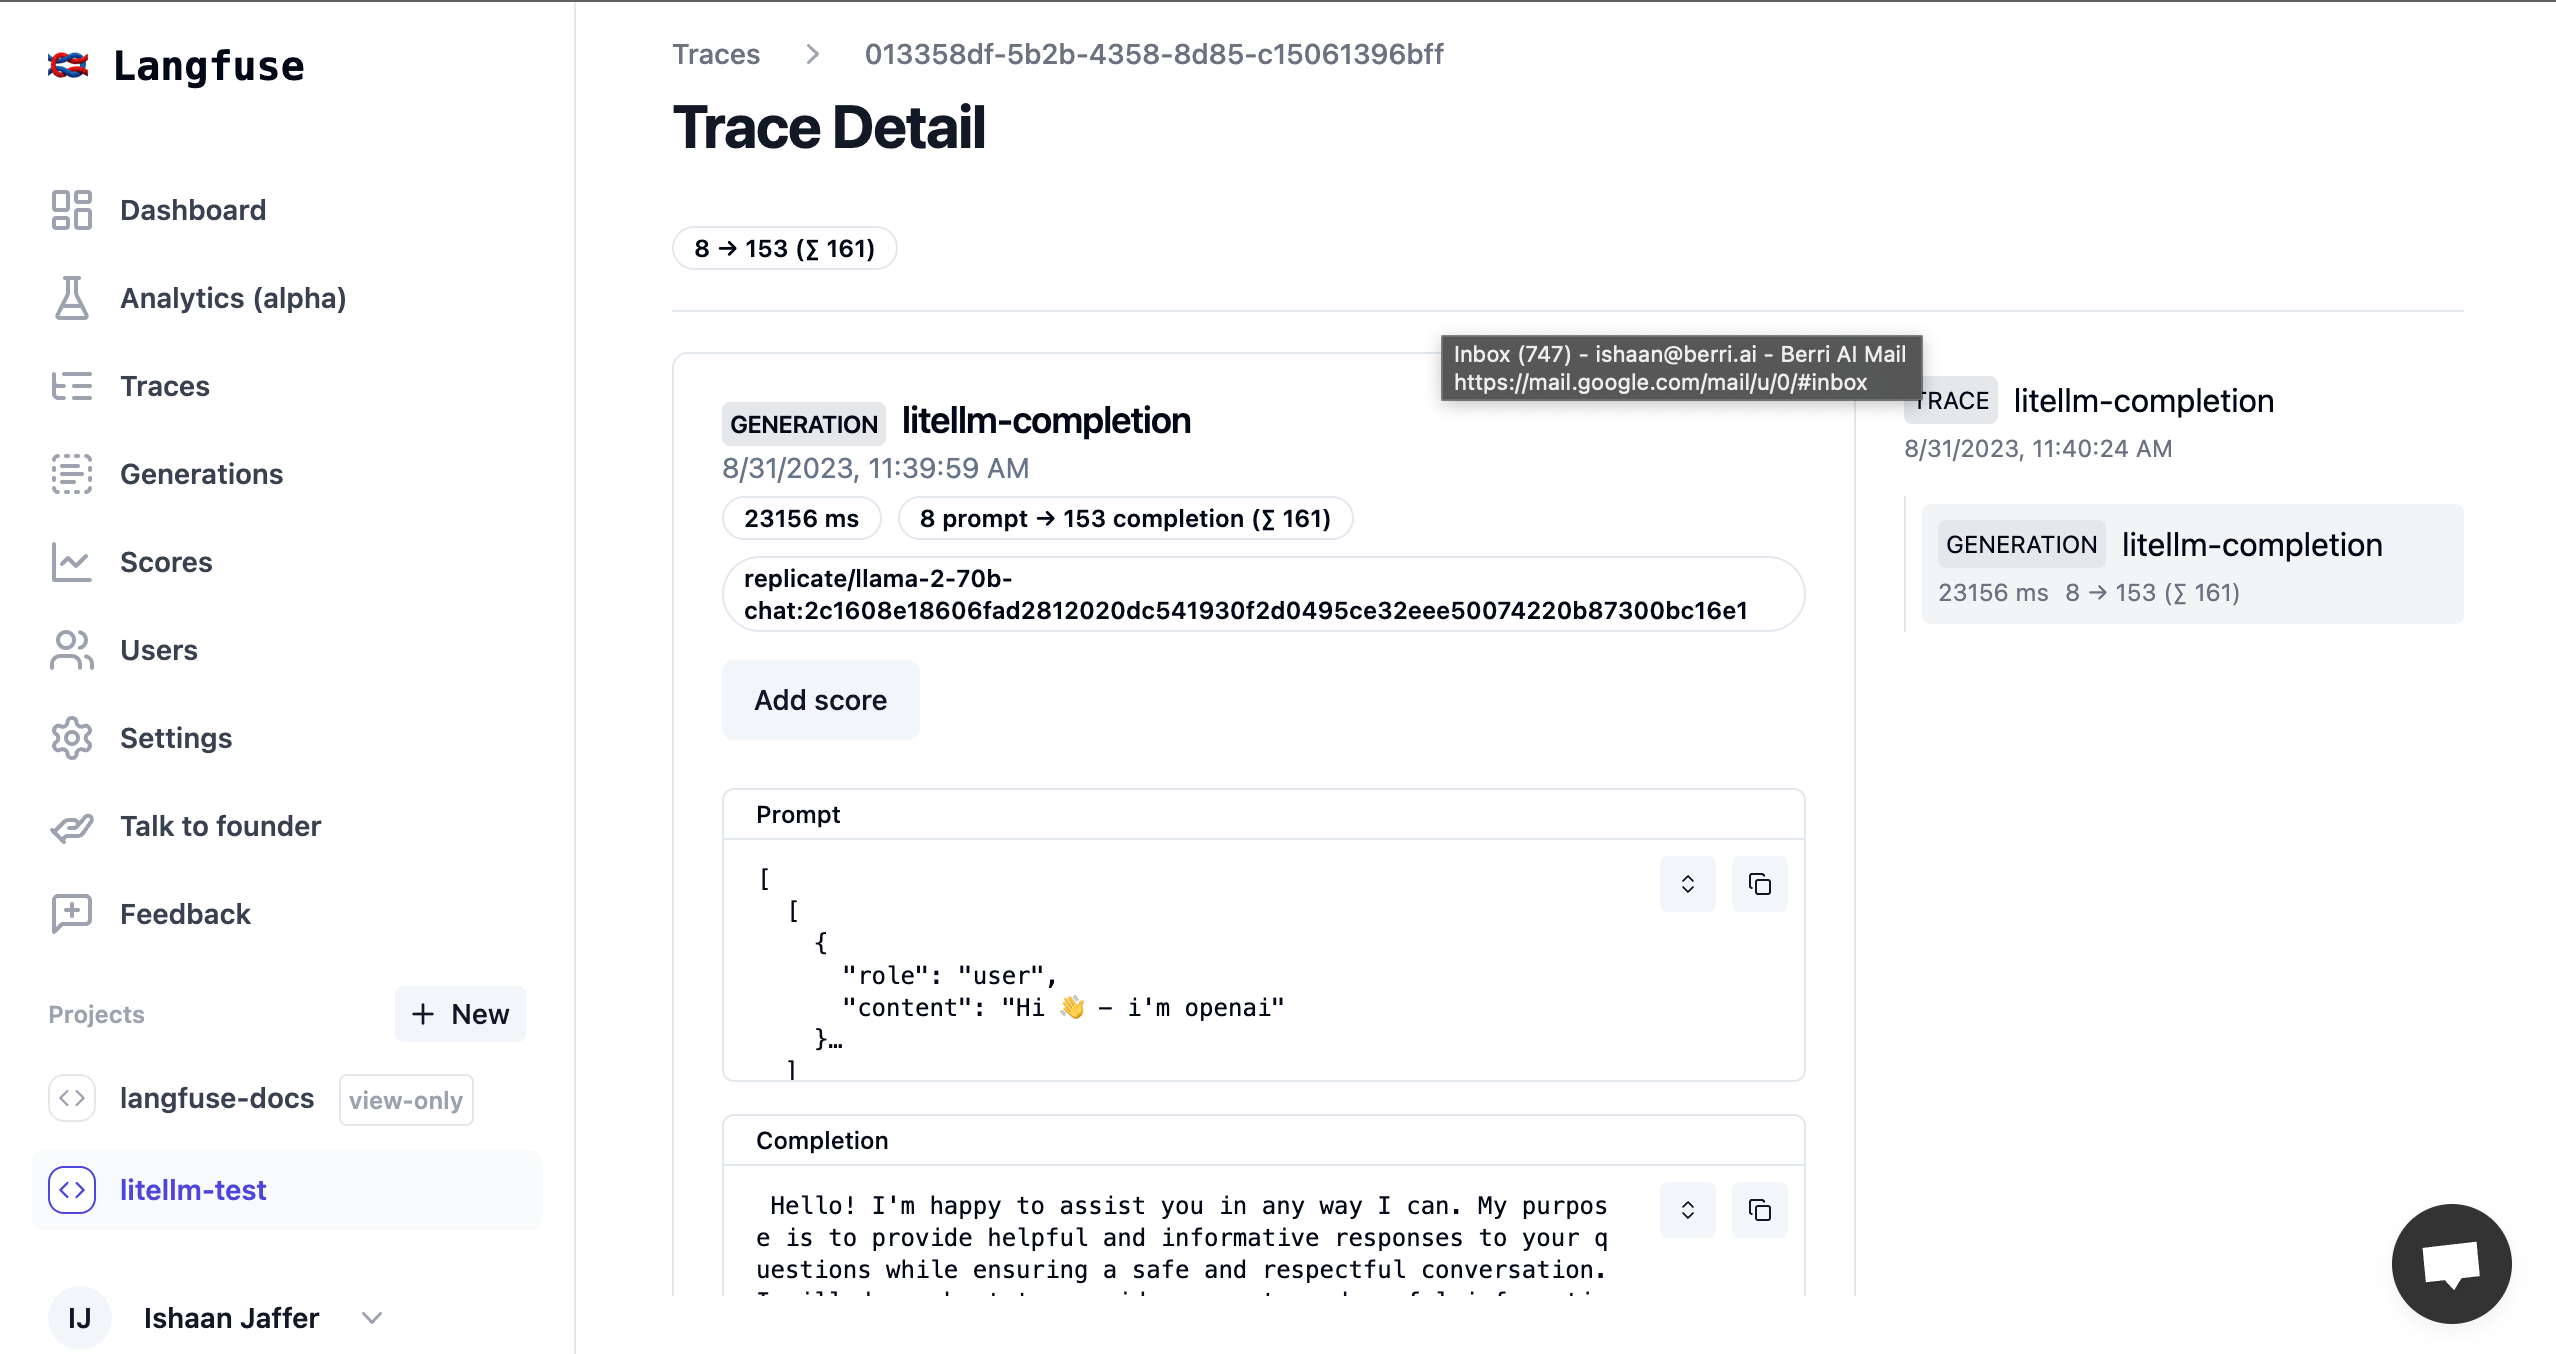 Langfuse
Dashboard
Analytics (alpha)
Traces
Generations
Scores
Users
Settings
Talk to founder
Feedback
Projects
+ New
langfuse-docs view-only
litellm-test
IJ Ishaan Jaffer
Traces > 013358df-5b2b-4358-8d85-c15061396bff
Trace Detail
8 → 153 (∑ 161)
Inbox (747) - ishaan@berri.ai - Berri AI Mail
https://mail.google.com/mail/u/0/#inbox
GENERATION litellm-completion
8/31/2023, 11:39:59 AM
23156 ms 8 prompt → 153 completion (∑ 161)
replicate/llama-2-70b-
chat:2c1608e18606fad2812020dc541930f2d0495ce32eee50074220b87300bc16e1
Add score
Prompt
[
[
{
"role": "user",
"content": "Hi 👋 - i'm openai"
}…
]
Completion
Hello! I'm happy to assist you in any way I can. My purpos
e is to provide helpful and informative responses to your q
uestions while ensuring a safe and respectful conversation.
TRACE litellm-completion
8/31/2023, 11:40:24 AM
GENERATION litellm-completion
23156 ms 8 → 153 (∑ 161)